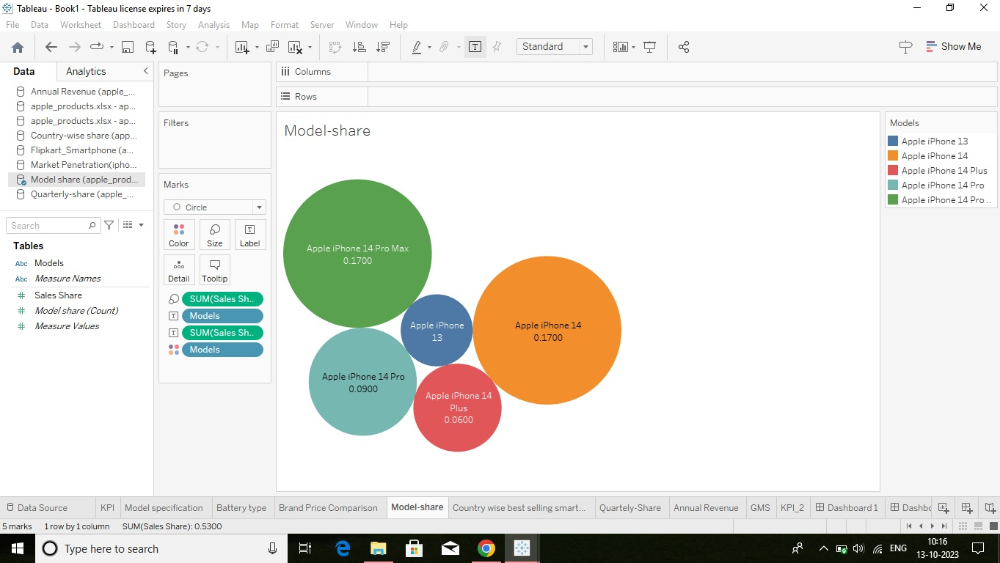 Tableau - Book1 - Tableau license expires in 7 days
File Data Worksheet Dashboard Story Analysis Map Format Server Window Help
Standard
Show Me
Data Analytics
Annual Revenue (apple_...
apple_products.xlsx - ap...
apple_products.xlsx - ap...
Country-wise share (app...
Flipkart_Smartphone (a...
Market Penetration(ipho...
Model share (apple_prod...
Quarterly-share (apple_...
Search
Tables
Abc Models
Abc Measure Names
# Sales Share
# Model share (Count)
# Measure Values
Pages
Filters
Marks
Circle
Color Size Label
Detail Tooltip
SUM(Sales Sh..
Models
SUM(Sales Sh..
Models
Columns
Rows
Model-share
Apple iPhone 14 Pro Max
0.1700
Apple iPhone
13
Apple iPhone 14
0.1700
Apple iPhone 14 Pro
0.0900
Apple iPhone 14
Plus
0.0600
Models
Apple iPhone 13
Apple iPhone 14
Apple iPhone 14 Plus
Apple iPhone 14 Pro
Apple iPhone 14 Pro ..
Data Source KPI Model specification Battery type Brand Price Comparison Model-share Country wise best selling smart... Quartely-Share Annual Revenue GMS KPI_2 Dashboard 1 Dashbo
5 marks 1 row by 1 column SUM(Sales Share): 0.5300
Type here to search
ENG
10:16
13-10-2023